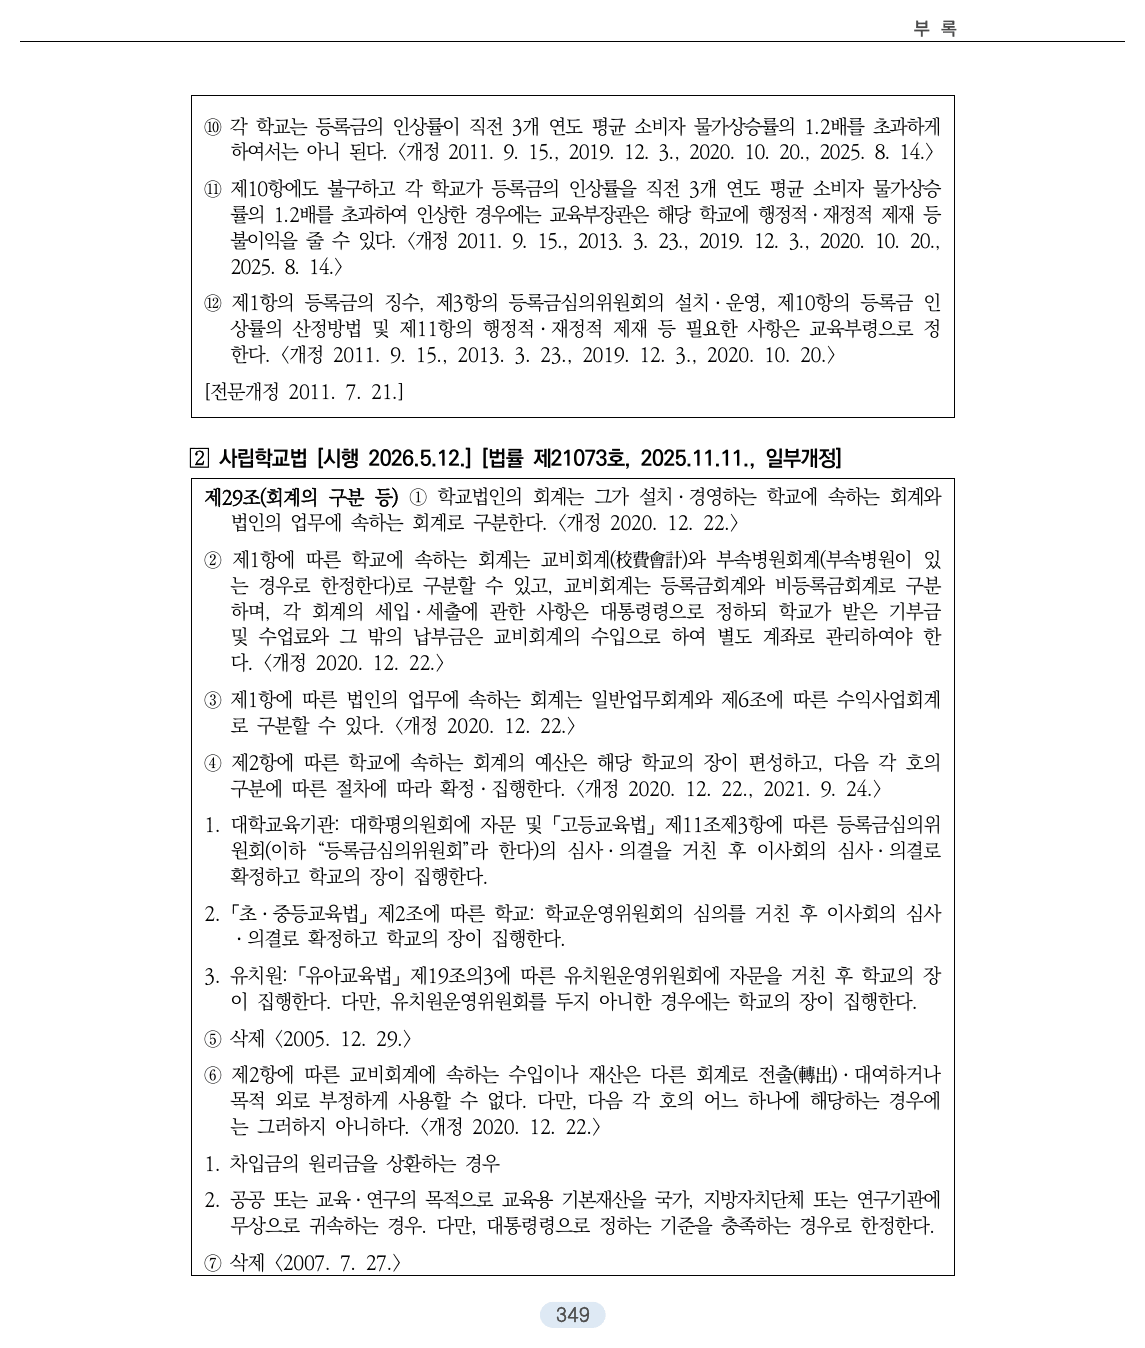 부 록
⑩ 각 학교는 등록금의 인상률이 직전 3개 연도 평균 소비자 물가상승률의 1.2배를 초과하게
하여서는 아니 된다. 〈개정 2011. 9. 15., 2019. 12. 3., 2020. 10. 20., 2025. 8. 14.〉
⑪ 제10항에도 불구하고 각 학교가 등록금의 인상률을 직전 3개 연도 평균 소비자 물가상승
률의 1.2배를 초과하여 인상한 경우에는 교육부장관은 해당 학교에 행정적·재정적 제재 등
불이익을 줄 수 있다. 〈개정 2011. 9. 15., 2013. 3. 23., 2019. 12. 3., 2020. 10. 20.,
2025. 8. 14.〉
⑫ 제1항의 등록금의 징수, 제3항의 등록금심의위원회의 설치·운영, 제10항의 등록금 인
상률의 산정방법 및 제11항의 행정적·재정적 제재 등 필요한 사항은 교육부령으로 정
한다. 〈개정 2011. 9. 15., 2013. 3. 23., 2019. 12. 3., 2020. 10. 20.〉
[전문개정 2011. 7. 21.]
2 사립학교법 [시행 2026.5.12.] [법률 제21073호, 2025.11.11., 일부개정]
제29조(회계의 구분 등) ① 학교법인의 회계는 그가 설치·경영하는 학교에 속하는 회계와
법인의 업무에 속하는 회계로 구분한다. 〈개정 2020. 12. 22.〉
② 제1항에 따른 학교에 속하는 회계는 교비회계(校費會計)와 부속병원회계(부속병원이 있
는 경우로 한정한다)로 구분할 수 있고, 교비회계는 등록금회계와 비등록금회계로 구분
하며, 각 회계의 세입·세출에 관한 사항은 대통령령으로 정하되 학교가 받은 기부금
및 수업료와 그 밖의 납부금은 교비회계의 수입으로 하여 별도 계좌로 관리하여야 한
다. 〈개정 2020. 12. 22.〉
③ 제1항에 따른 법인의 업무에 속하는 회계는 일반업무회계와 제6조에 따른 수익사업회계
로 구분할 수 있다. 〈개정 2020. 12. 22.〉
④ 제2항에 따른 학교에 속하는 회계의 예산은 해당 학교의 장이 편성하고, 다음 각 호의
구분에 따른 절차에 따라 확정·집행한다. 〈개정 2020. 12. 22., 2021. 9. 24.〉
1. 대학교육기관: 대학평의원회에 자문 및 「고등교육법」 제11조제3항에 따른 등록금심의위
원회(이하 “등록금심의위원회”라 한다)의 심사·의결을 거친 후 이사회의 심사·의결로
확정하고 학교의 장이 집행한다.
2. 「초·중등교육법」 제2조에 따른 학교: 학교운영위원회의 심의를 거친 후 이사회의 심사
·의결로 확정하고 학교의 장이 집행한다.
3. 유치원: 「유아교육법」 제19조의3에 따른 유치원운영위원회에 자문을 거친 후 학교의 장
이 집행한다. 다만, 유치원운영위원회를 두지 아니한 경우에는 학교의 장이 집행한다.
⑤ 삭제 〈2005. 12. 29.〉
⑥ 제2항에 따른 교비회계에 속하는 수입이나 재산은 다른 회계로 전출(轉出)·대여하거나
목적 외로 부정하게 사용할 수 없다. 다만, 다음 각 호의 어느 하나에 해당하는 경우에
는 그러하지 아니하다. 〈개정 2020. 12. 22.〉
1. 차입금의 원리금을 상환하는 경우
2. 공공 또는 교육·연구의 목적으로 교육용 기본재산을 국가, 지방자치단체 또는 연구기관에
무상으로 귀속하는 경우. 다만, 대통령령으로 정하는 기준을 충족하는 경우로 한정한다.
⑦ 삭제 〈2007. 7. 27.〉
349